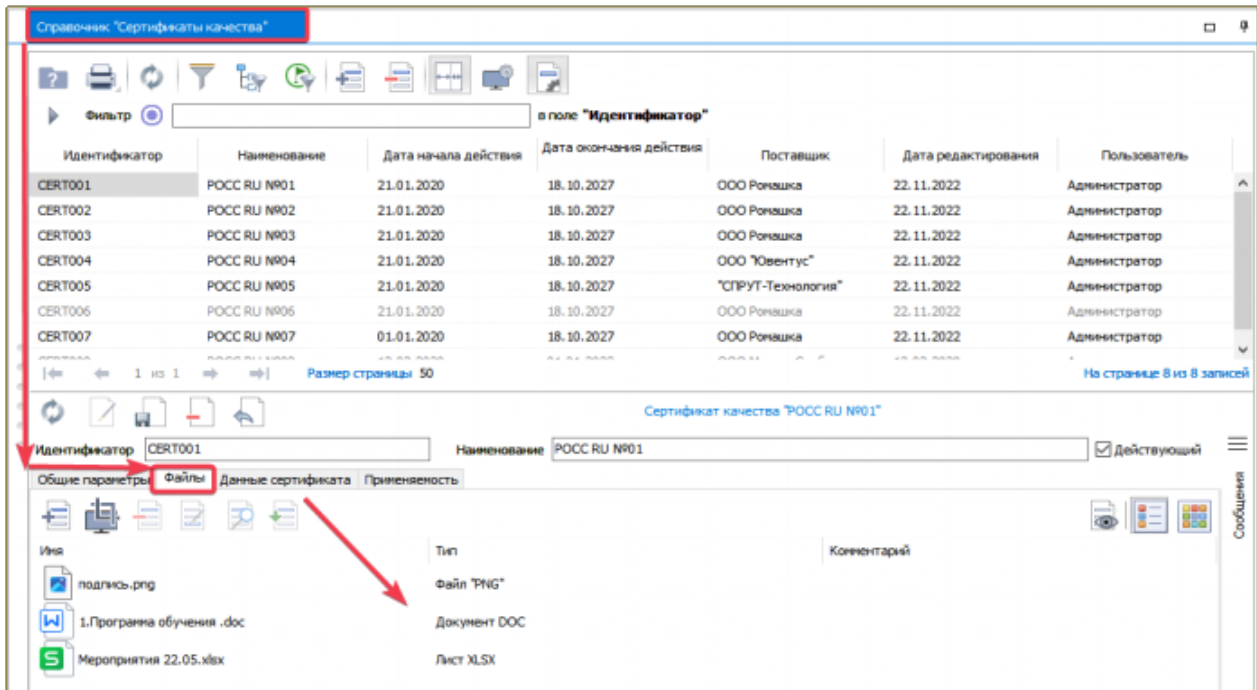 Справочник "Сертификаты качества"
Фильтр в поле "Идентификатор"
Идентификатор Наименование Дата начала действия Дата окончания действия Поставщик Дата редактирования Пользователь
CERT001 РОСС RU №01 21.01.2020 18.10.2027 ООО Ромашка 22.11.2022 Администратор
CERT002 РОСС RU №02 21.01.2020 18.10.2027 ООО Ромашка 22.11.2022 Администратор
CERT003 РОСС RU №03 21.01.2020 18.10.2027 ООО Ромашка 22.11.2022 Администратор
CERT004 РОСС RU №04 21.01.2020 18.10.2027 ООО "Ювентус" 22.11.2022 Администратор
CERT005 РОСС RU №05 21.01.2020 18.10.2027 "СПРУТ-Технология" 22.11.2022 Администратор
CERT006 РОСС RU №06 21.01.2020 18.10.2027 ООО Ромашка 22.11.2022 Администратор
CERT007 РОСС RU №07 01.01.2020 18.10.2027 ООО Ромашка 22.11.2022 Администратор
1 из 1 Размер страницы 50 На странице 8 из 8 записей
Сертификат качества "РОСС RU №01"
Идентификатор CERT001 Наименование РОСС RU №01 Действующий
Общие параметры Файлы Данные сертификата Применяемость
Сообщения
Имя Тип Комментарий
подпись.png Файл "PNG"
1.Программа обучения .doc Документ DOC
Мероприятия 22.05.xlsx Лист XLSX